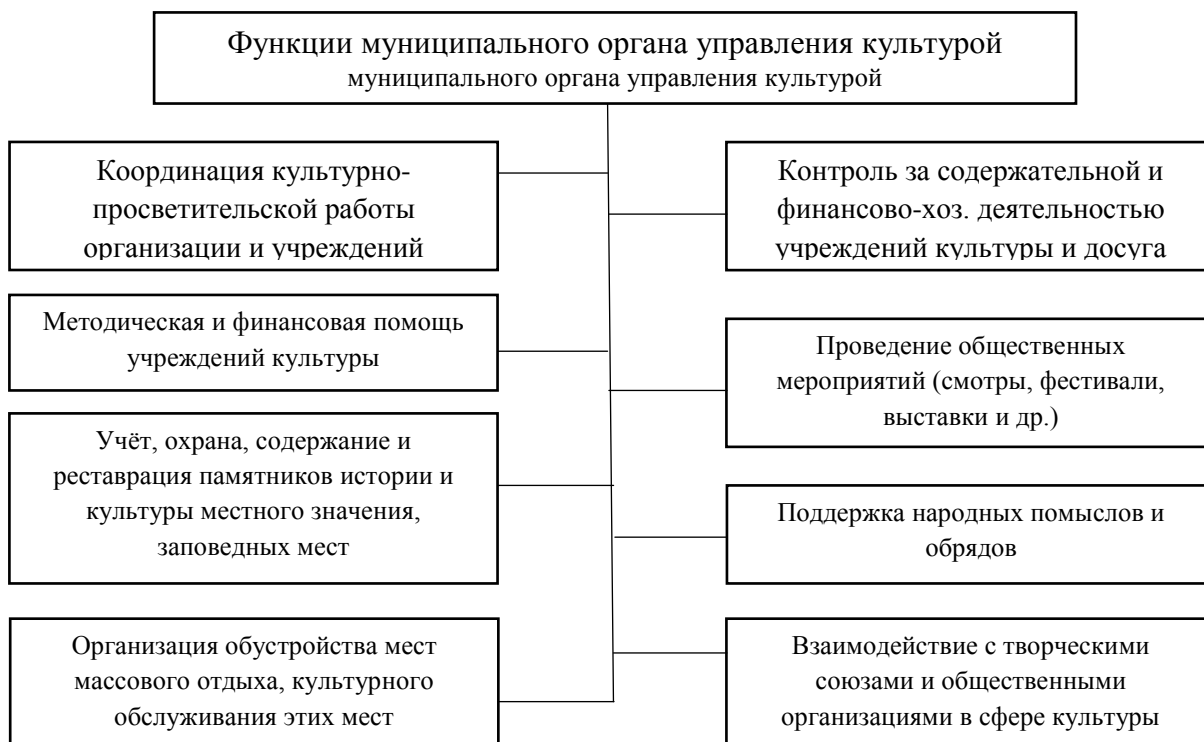 Функции муниципального органа управления культурой
муниципального органа управления культурой
Координация культурно-
просветительской работы
организации и учреждений
Контроль за содержательной и
финансово-хоз. деятельностью
учреждений культуры и досуга
Методическая и финансовая помощь
учреждений культуры
Проведение общественных
мероприятий (смотры, фестивали,
выставки и др.)
Учёт, охрана, содержание и
реставрация памятников истории и
культуры местного значения,
заповедных мест
Поддержка народных помыслов и
обрядов
Организация обустройства мест
массового отдыха, культурного
обслуживания этих мест
Взаимодействие с творческими
союзами и общественными
организациями в сфере культуры